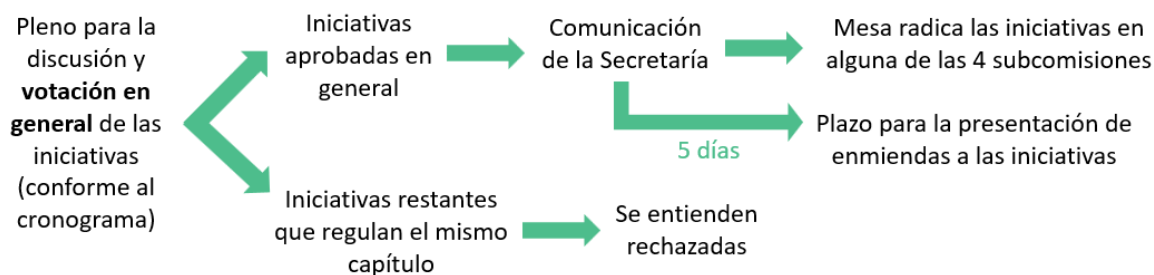 Pleno para la
discusión y
votación en
general de las
iniciativas
(conforme al
cronograma)
Iniciativas
aprobadas en
general
Comunicación
de la Secretaría
Mesa radica las iniciativas en
alguna de las 4 subcomisiones
5 días
Plazo para la presentación de
enmiendas a las iniciativas
Iniciativas restantes
que regulan el mismo
capítulo
Se entienden
rechazadas